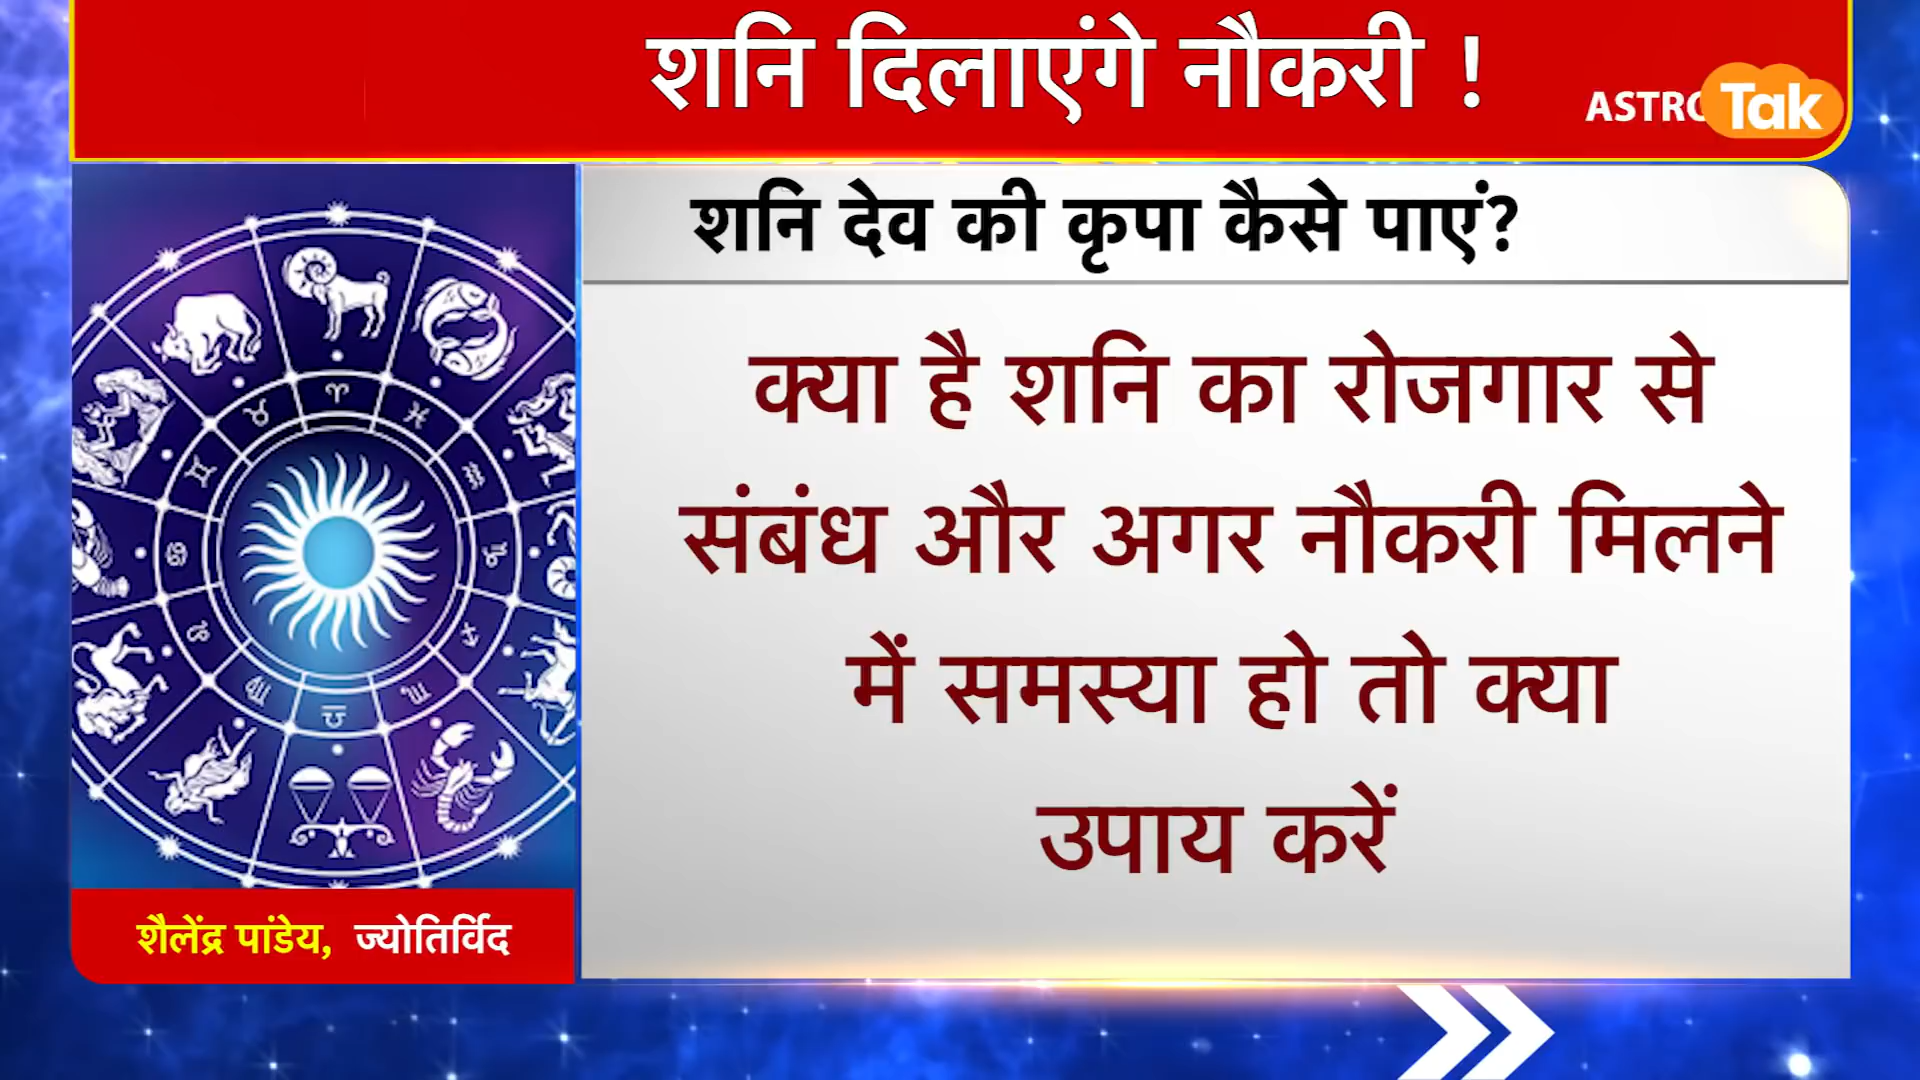 शनि दिलाएंगे नौकरी !
ASTRO Tak
शनि देव की कृपा कैसे पाएं?
क्या है शनि का रोजगार से
संबंध और अगर नौकरी मिलने
में समस्या हो तो क्या
उपाय करें
शैलेंद्र पांडेय, ज्योतिर्विद